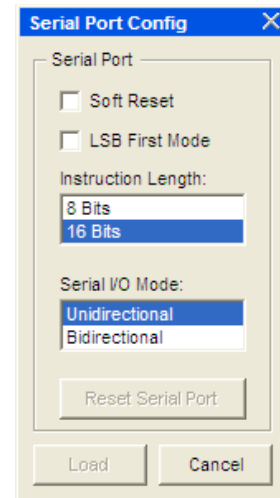 Serial Port Config
Serial Port
Soft Reset
LSB First Mode
Instruction Length:
8 Bits
16 Bits
Serial I/O Mode:
Unidirectional
Bidirectional
Reset Serial Port
Load Cancel